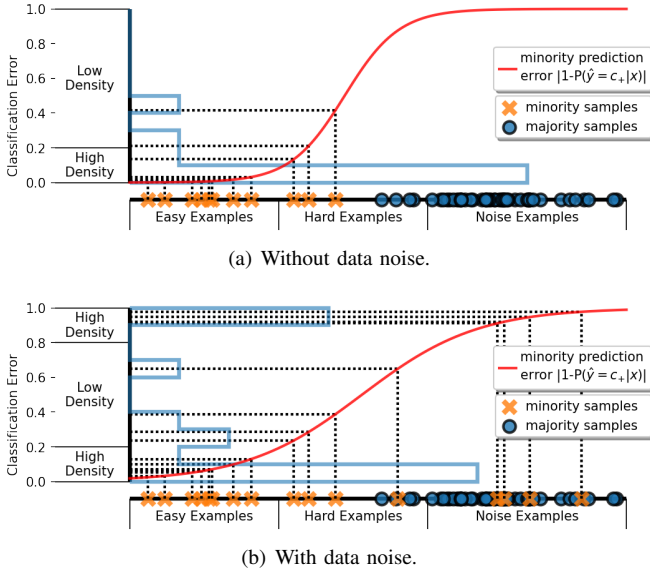 1.0
0.8
0.6
0.4
0.2
0.0
Classification Error
Low
Density
High
Density
minority prediction
error |1-P(ŷ = c₊|x)|
minority samples
majority samples
Easy Examples
Hard Examples
Noise Examples
(a) Without data noise.
1.0
0.8
0.6
0.4
0.2
0.0
Classification Error
High
Density
Low
Density
High
Density
minority prediction
error |1-P(ŷ = c₊|x)|
minority samples
majority samples
Easy Examples
Hard Examples
Noise Examples
(b) With data noise.